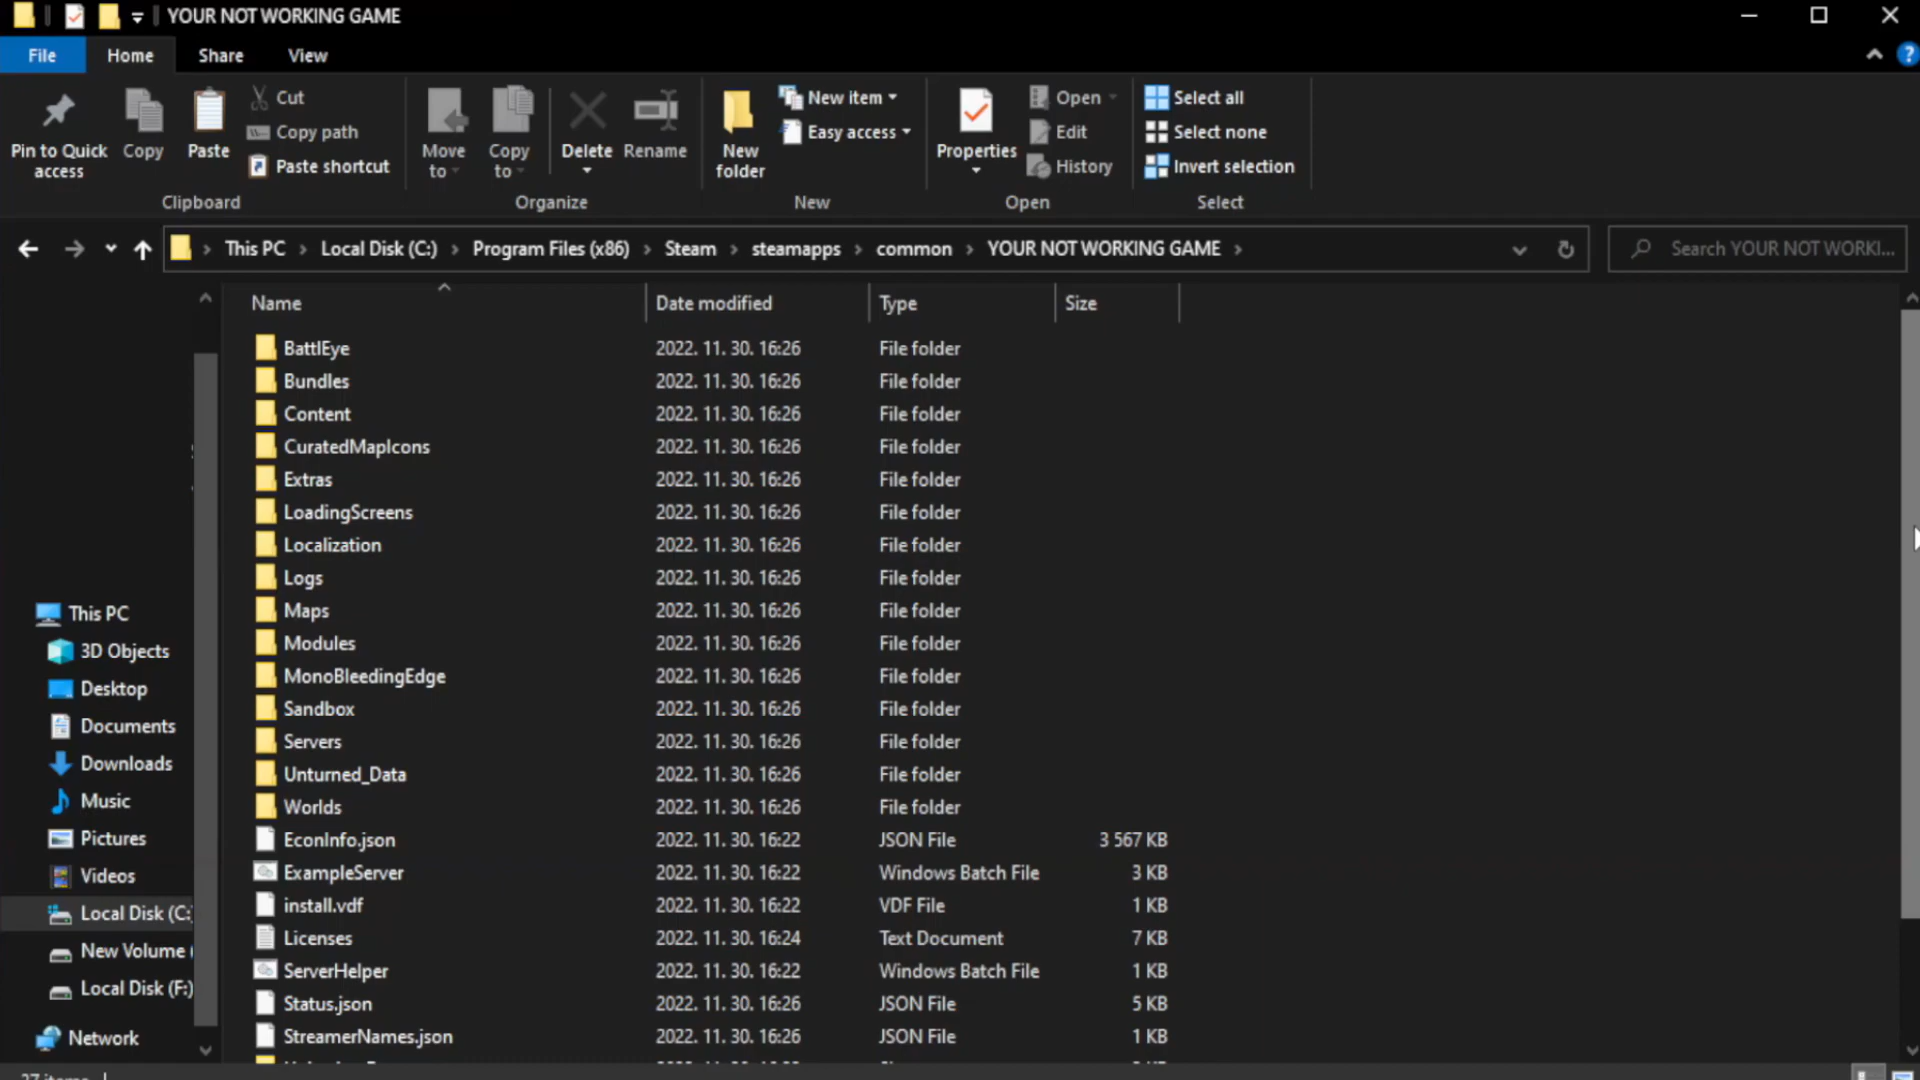 YOUR NOT WORKING GAME
File Home Share View
Pin to Quick access
Copy
Paste
Cut
Copy path
Paste shortcut
Clipboard
Move to
Copy to
Delete
Rename
Organize
New folder
New item
Easy access
New
Properties
Open
Edit
History
Open
Select all
Select none
Invert selection
Select
This PC Local Disk (C:) Program Files (x86) Steam steamapps common YOUR NOT WORKING GAME
Search YOUR NOT WORKI...
This PC
3D Objects
Desktop
Documents
Downloads
Music
Pictures
Videos
Local Disk (C:
New Volume
Local Disk (F:)
Network
Name Date modified Type Size
BattlEye 2022. 11. 30. 16:26 File folder
Bundles 2022. 11. 30. 16:26 File folder
Content 2022. 11. 30. 16:26 File folder
CuratedMapIcons 2022. 11. 30. 16:26 File folder
Extras 2022. 11. 30. 16:26 File folder
LoadingScreens 2022. 11. 30. 16:26 File folder
Localization 2022. 11. 30. 16:26 File folder
Logs 2022. 11. 30. 16:26 File folder
Maps 2022. 11. 30. 16:26 File folder
Modules 2022. 11. 30. 16:26 File folder
MonoBleedingEdge 2022. 11. 30. 16:26 File folder
Sandbox 2022. 11. 30. 16:26 File folder
Servers 2022. 11. 30. 16:26 File folder
Unturned_Data 2022. 11. 30. 16:26 File folder
Worlds 2022. 11. 30. 16:26 File folder
EconInfo.json 2022. 11. 30. 16:22 JSON File 3 567 KB
ExampleServer 2022. 11. 30. 16:22 Windows Batch File 3 KB
install.vdf 2022. 11. 30. 16:22 VDF File 1 KB
Licenses 2022. 11. 30. 16:24 Text Document 7 KB
ServerHelper 2022. 11. 30. 16:22 Windows Batch File 1 KB
Status.json 2022. 11. 30. 16:26 JSON File 5 KB
StreamerNames.json 2022. 11. 30. 16:26 JSON File 1 KB